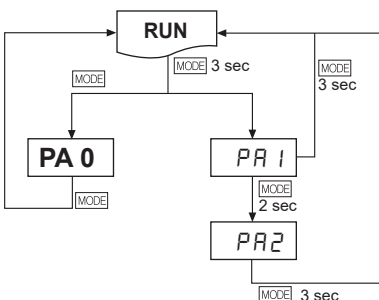 RUN
MODE 3 sec
MODE
MODE
3 sec
PA 0
PA 1
MODE
MODE
2 sec
PA2
MODE 3 sec